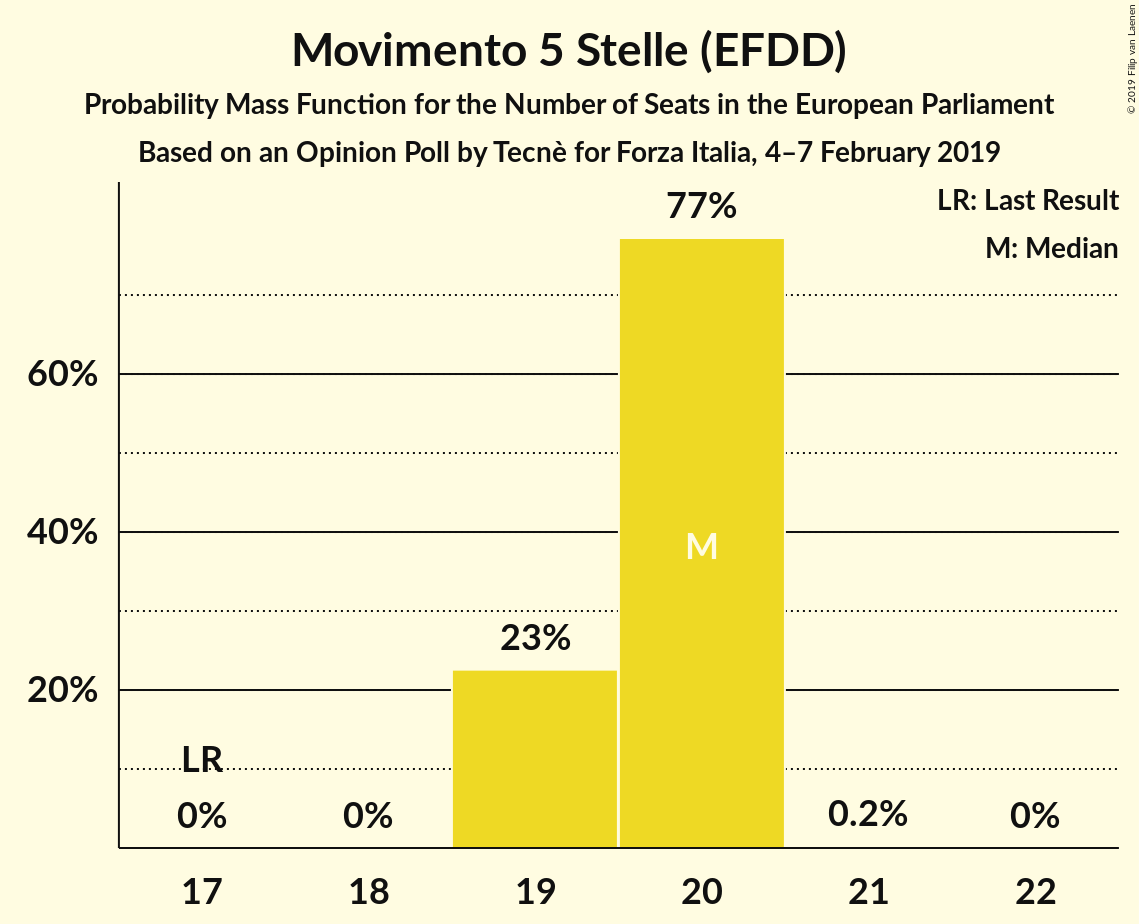 Movimento 5 Stelle (EFDD)
Probability Mass Function for the Number of Seats in the European Parliament
Based on an Opinion Poll by Tecnè for Forza Italia, 4–7 February 2019
© 2019 Filip van Laenen
LR: Last Result
M: Median
77%
60%
40%
M
23%
20%
LR
0%
0%
0.2%
0%
17 18 19 20 21 22